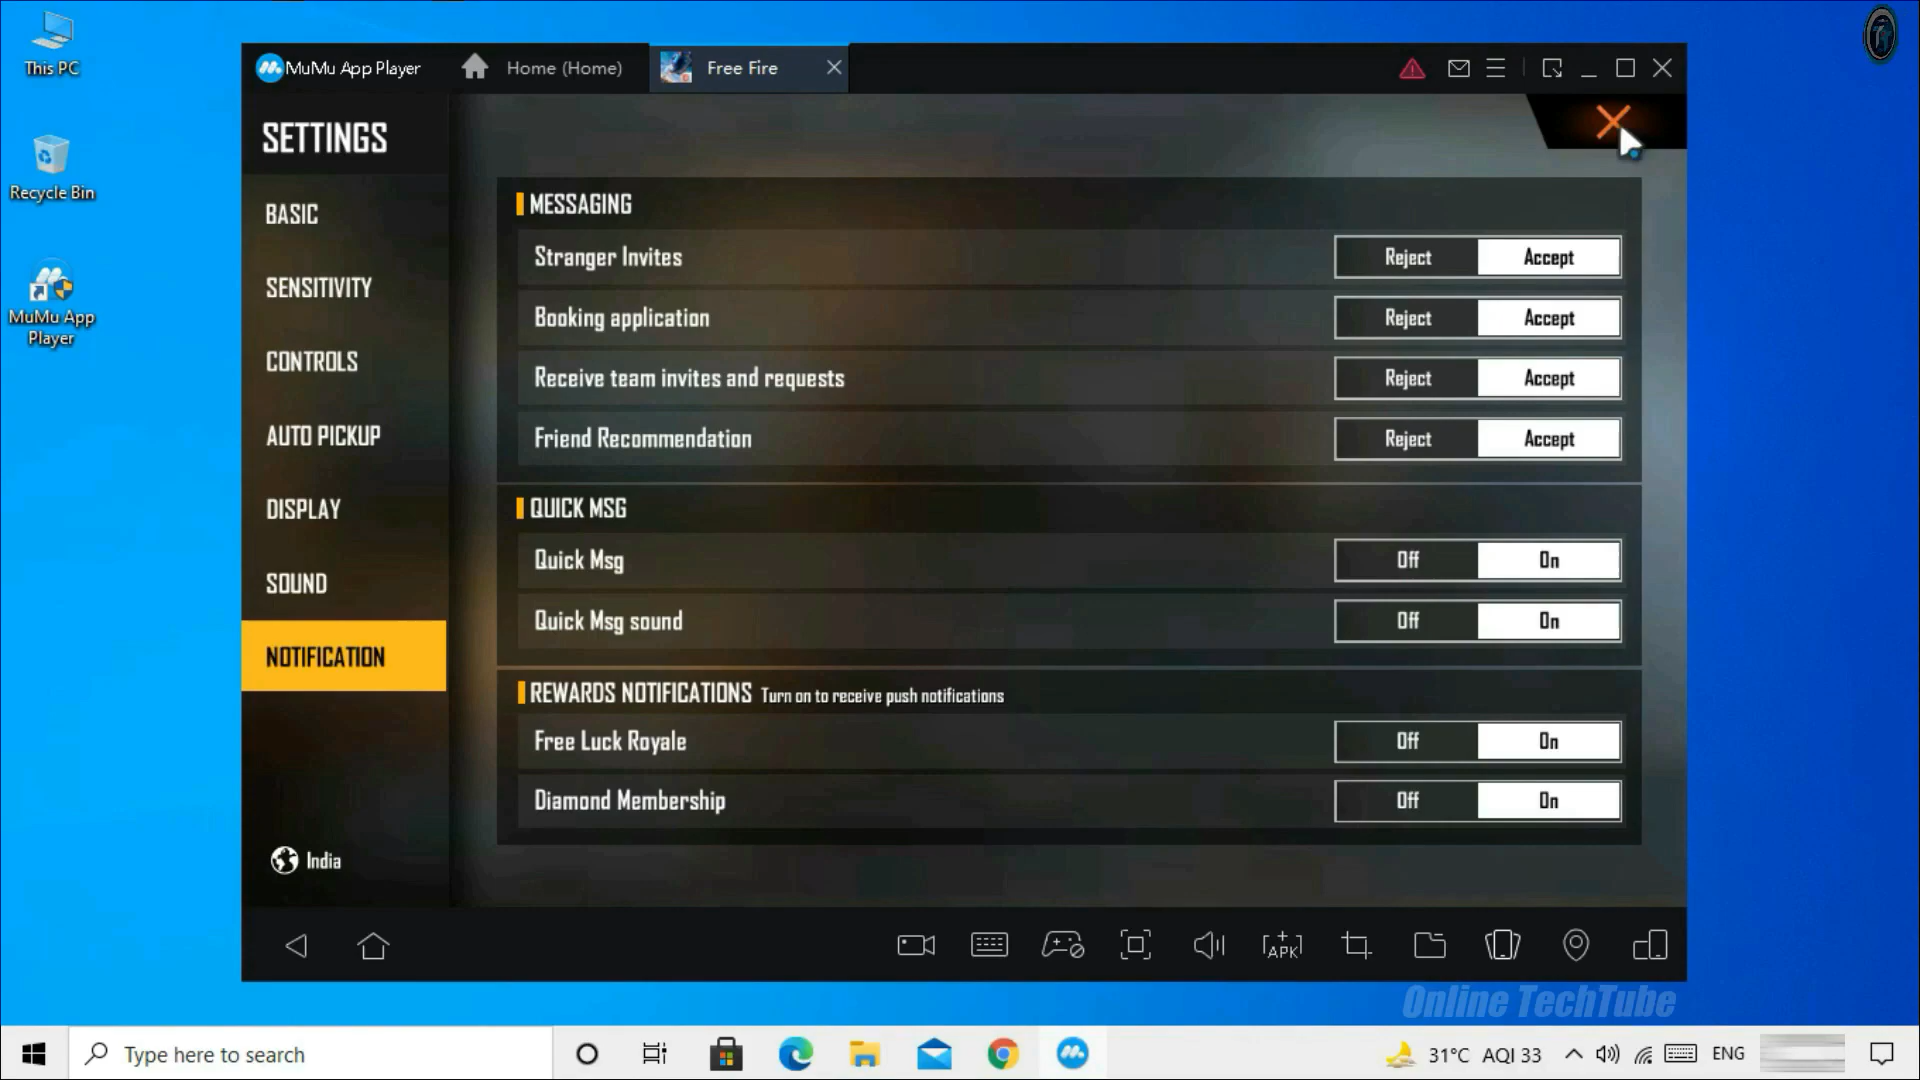 This PC
Recycle Bin
MuMu App
Player
MuMu App Player
Home (Home)
Free Fire
SETTINGS
BASIC
SENSITIVITY
CONTROLS
AUTO PICKUP
DISPLAY
SOUND
NOTIFICATION
India
MESSAGING
Stranger Invites Reject Accept
Booking application Reject Accept
Receive team invites and requests Reject Accept
Friend Recommendation Reject Accept
QUICK MSG
Quick Msg Off On
Quick Msg sound Off On
REWARDS NOTIFICATIONS Turn on to receive push notifications
Free Luck Royale Off On
Diamond Membership Off On
APK
Online TechTube
Type here to search
31°C AQI 33
ENG